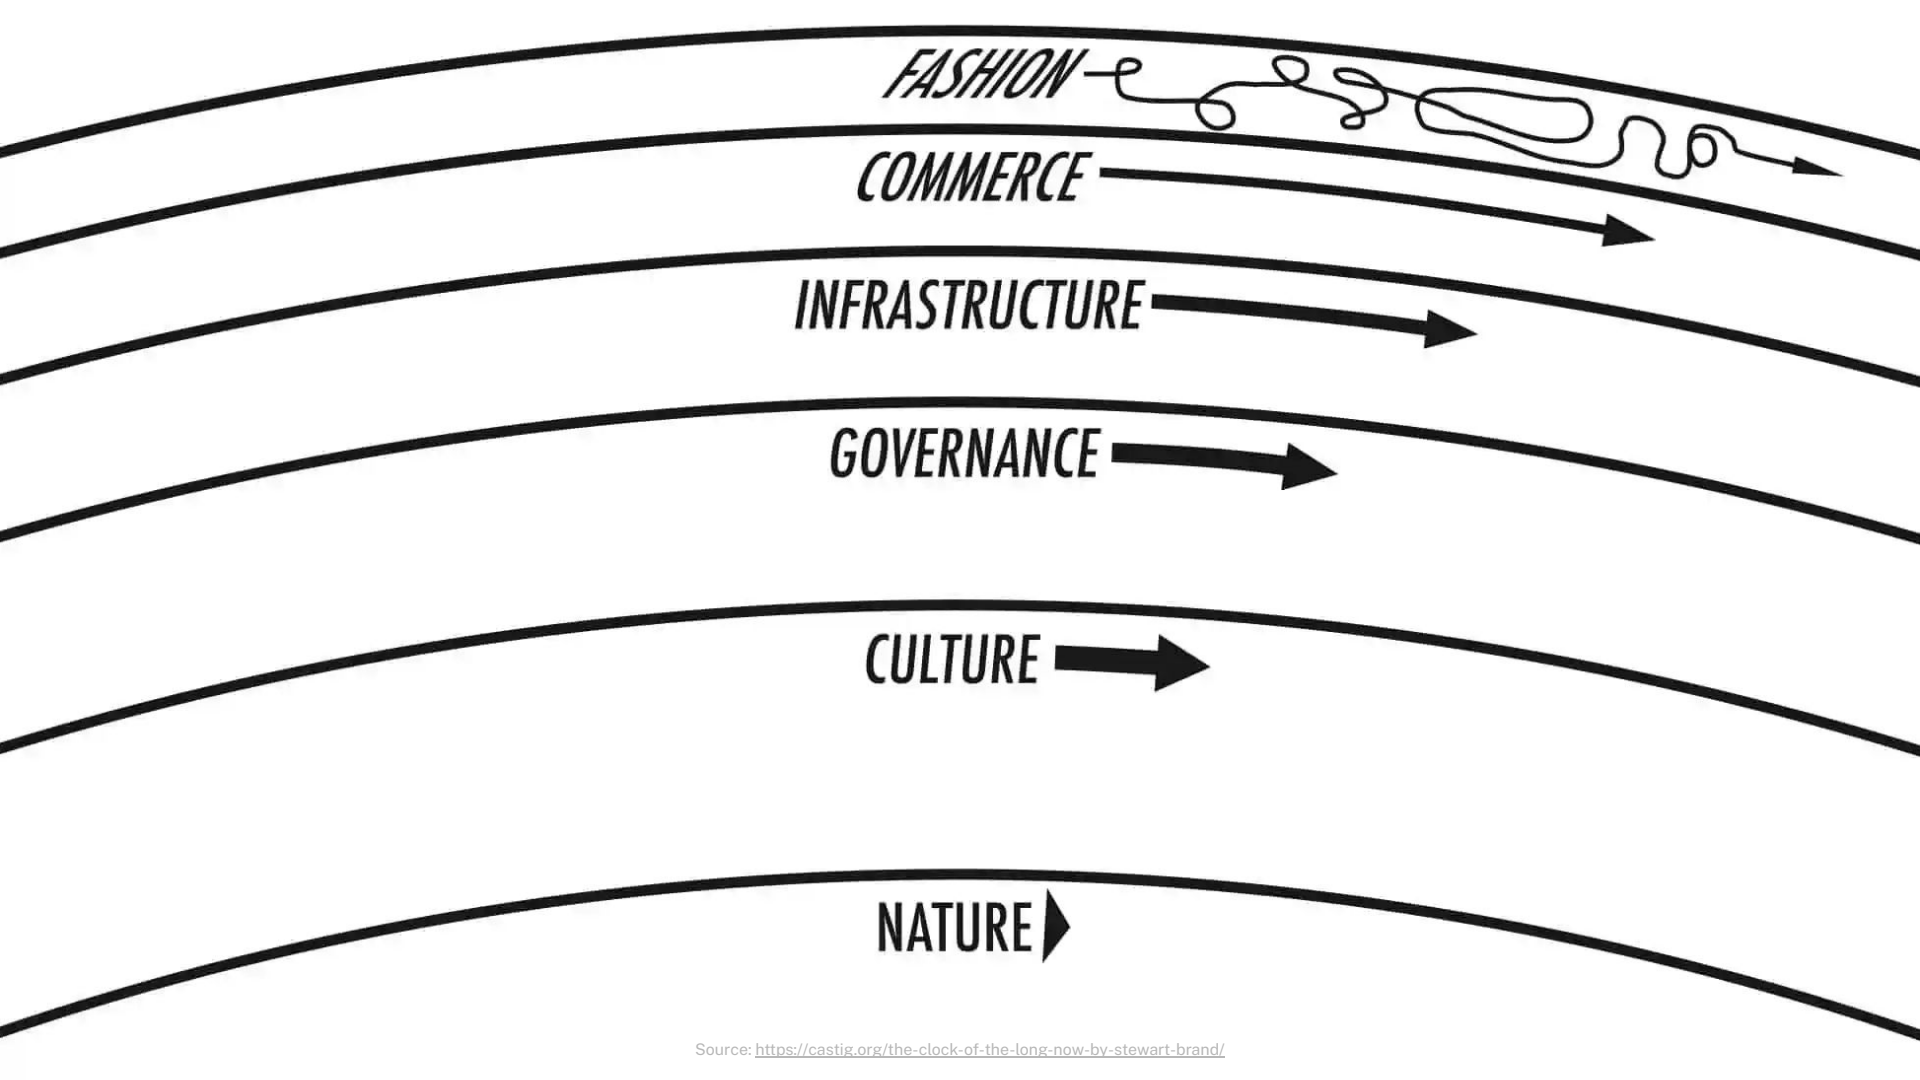 FASHION
COMMERCE
INFRASTRUCTURE
GOVERNANCE
CULTURE
NATURE
Source: https://castig.org/the-clock-of-the-long-now-by-stewart-brand/